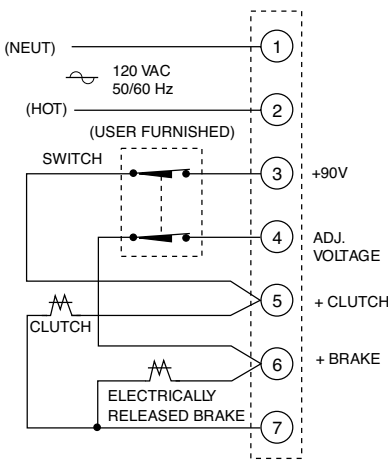 (NEUT)
1
120 VAC
50/60 Hz
(HOT)
2
(USER FURNISHED)
SWITCH
3
+90V
4
ADJ.
VOLTAGE
5
+ CLUTCH
CLUTCH
6
+ BRAKE
ELECTRICALLY
RELEASED BRAKE
7